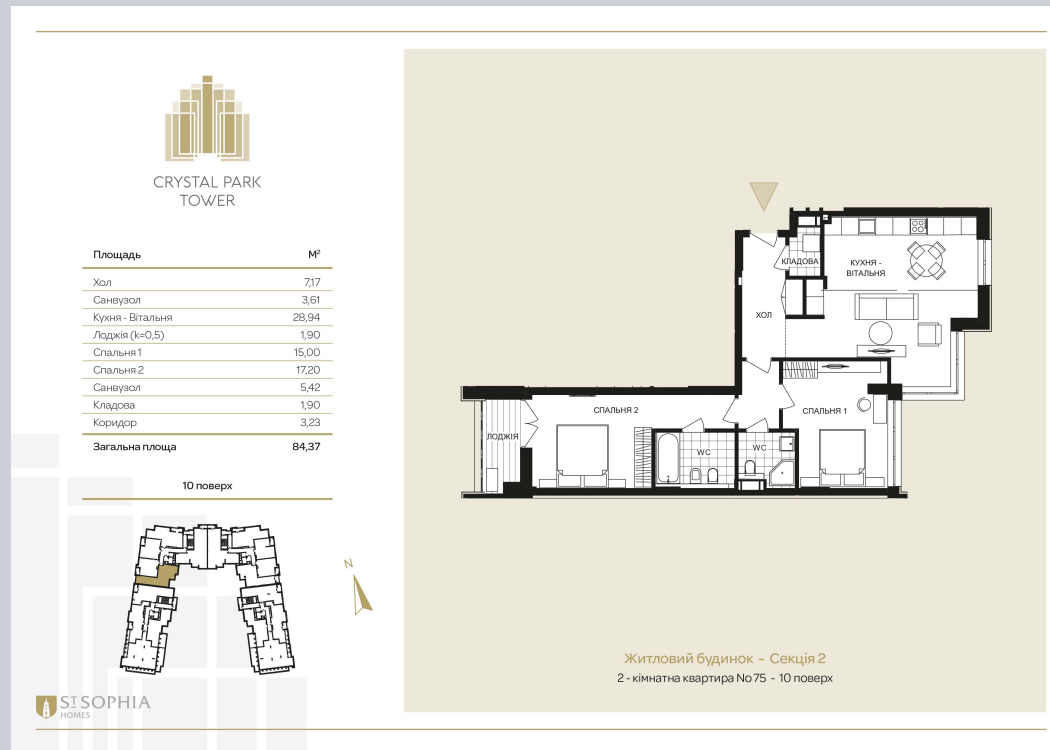 CRYSTAL PARK
TOWER
Площадь М²
Хол 7,17
Санвузол 3,61
Кухня - Вітальня 28,94
Лоджія (k=0,5) 1,90
Спальня 1 15,00
Спальня 2 17,20
Санвузол 5,42
Кладова 1,90
Коридор 3,23
Загальна площа 84,37
10 поверх
N
ST SOPHIA
HOMES
КЛАДОВА
КУХНЯ -
ВІТАЛЬНЯ
ХОЛ
СПАЛЬНЯ 2
СПАЛЬНЯ 1
ЛОДЖІЯ
WC
WC
Житловий будинок - Секція 2
2 - кімнатна квартира No 75 - 10 поверх